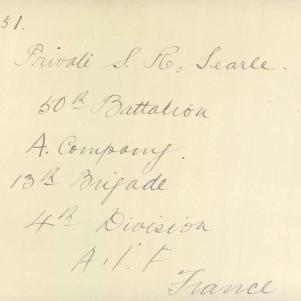 51.
Private S. R. Searle.
50th Battalion
A. Company.
13th Brigade
4th Division
A. I. F
France